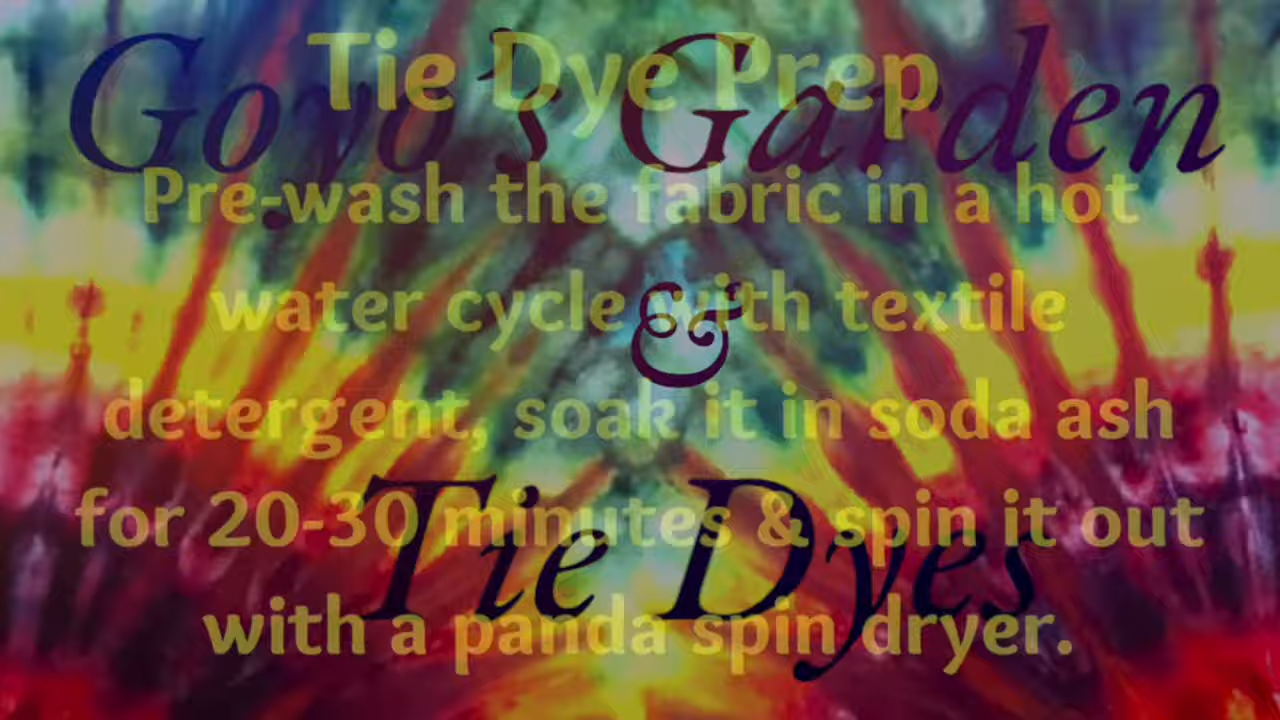 Goyo's Garden
&
Tie Dyes
Tie Dye Prep
Pre-wash the fabric in a hot
water cycle with textile
detergent, soak it in soda ash
for 20-30 minutes & spin it out
with a panda spin dryer.